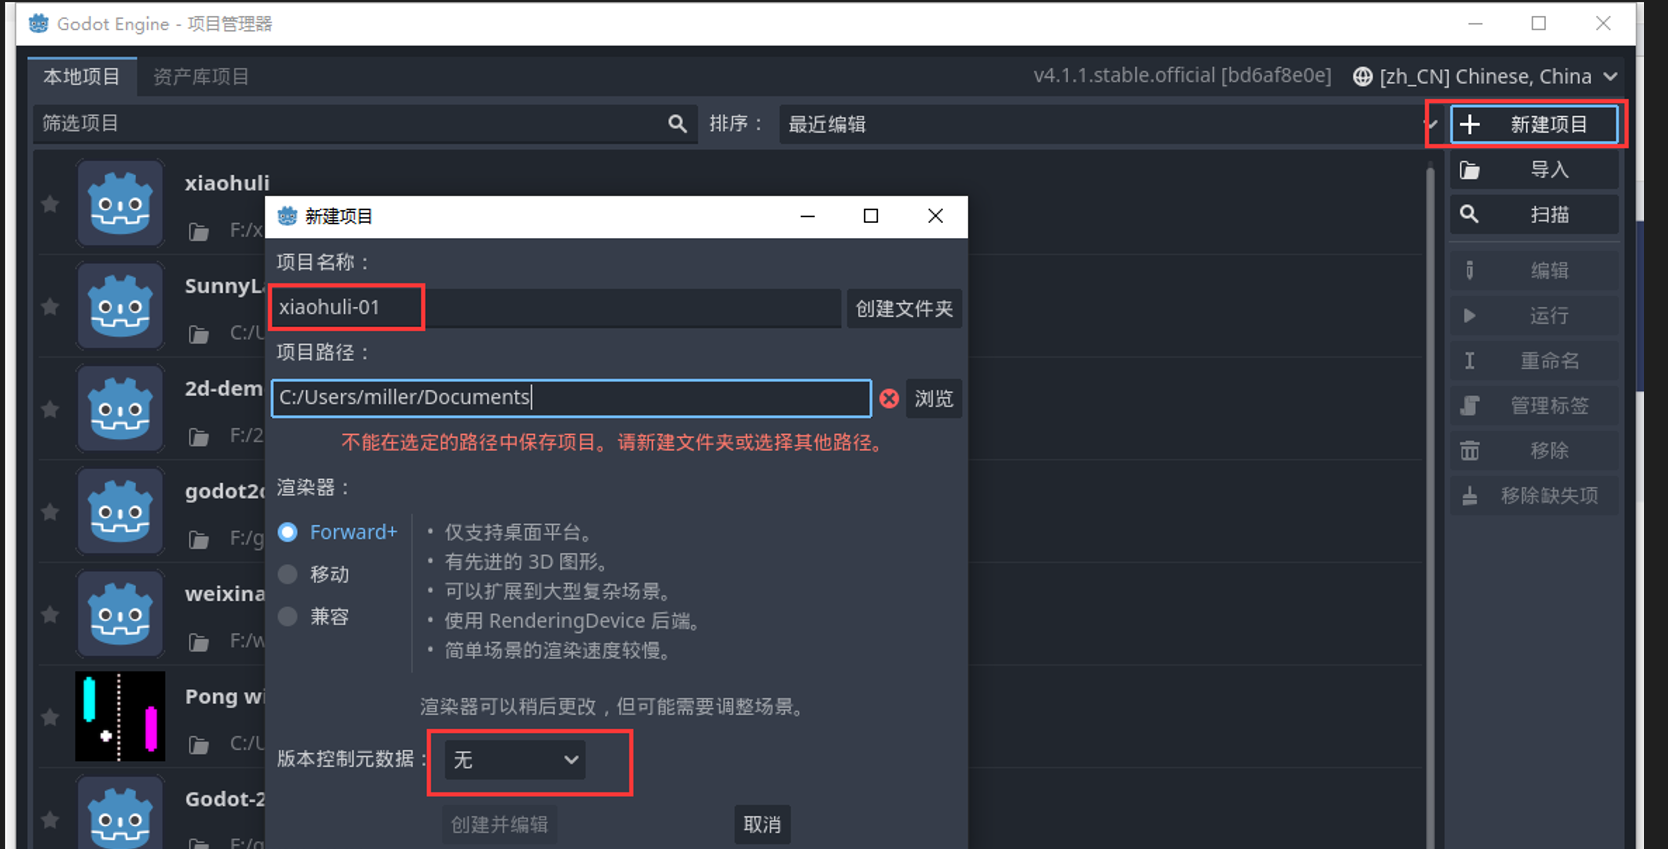 Godot Engine - 项目管理器
本地项目 资产库项目 v4.1.1.stable.official [bd6af8e0e] [zh_CN] Chinese, China
筛选项目 排序： 最近编辑 新建项目
导入
扫描
编辑
运行
重命名
管理标签
移除
移除缺失项
xiaohuli
F:/x
SunnyL
C:/U
2d-dem
F:/2
godot2d
F:/g
weixina
F:/w
Pong wi
C:/U
Godot-2
F:/g
新建项目
项目名称：
xiaohuli-01 创建文件夹
项目路径：
C:/Users/miller/Documents 浏览
不能在选定的路径中保存项目。请新建文件夹或选择其他路径。
渲染器：
Forward+
移动
兼容
• 仅支持桌面平台。
• 有先进的 3D 图形。
• 可以扩展到大型复杂场景。
• 使用 RenderingDevice 后端。
• 简单场景的渲染速度较慢。
渲染器可以稍后更改，但可能需要调整场景。
版本控制元数据： 无
创建并编辑 取消